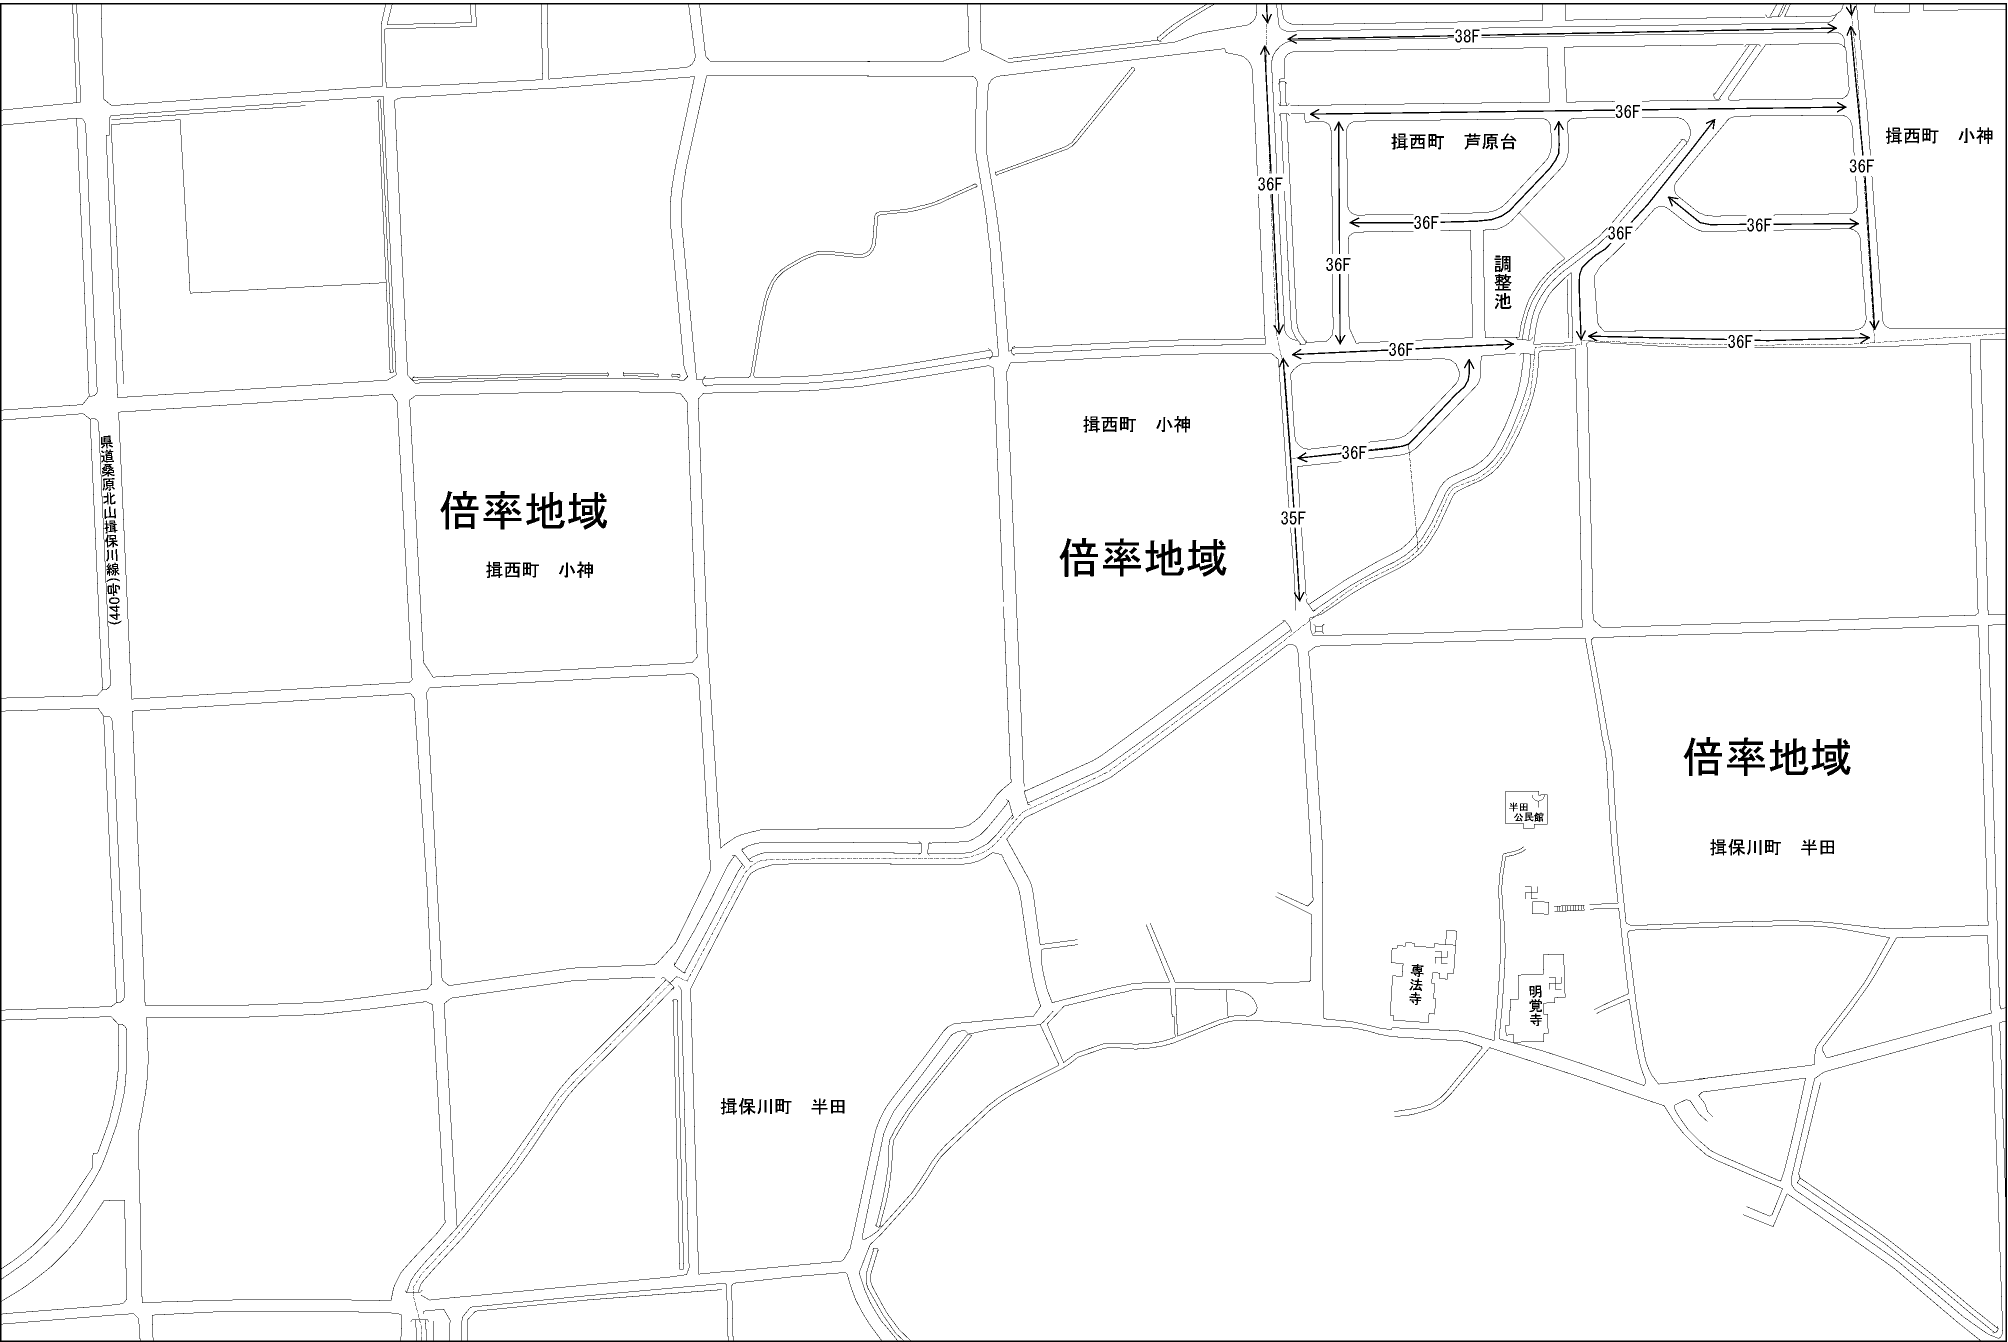 38F
36F
揖西町　芦原台
揖西町　小神
36F
36F
36F
36F
36F
36F
36F
調整池
36F
36F
揖西町　小神
36F
県道桑原北山揖保川線(440号)
倍率地域
揖西町　小神
35F
倍率地域
倍率地域
半田
公民館
揖保川町　半田
専法寺
明覚寺
揖保川町　半田